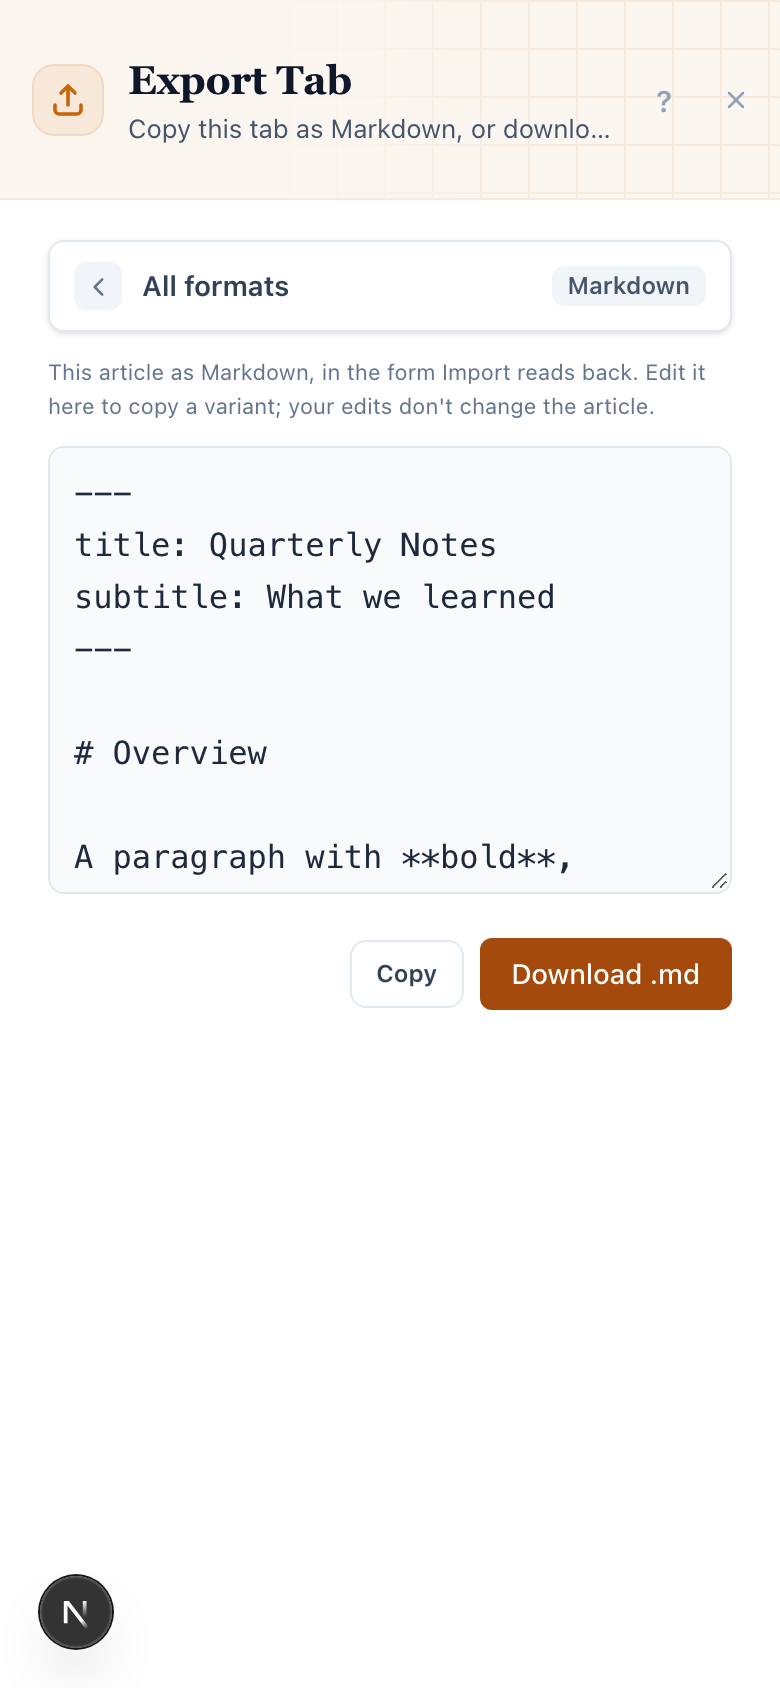 Export Tab
Copy this tab as Markdown, or downlo...
?
All formats
Markdown
This article as Markdown, in the form Import reads back. Edit it
here to copy a variant; your edits don't change the article.
---
title: Quarterly Notes
subtitle: What we learned
---
# Overview
A paragraph with **bold**,
Copy
Download .md
N